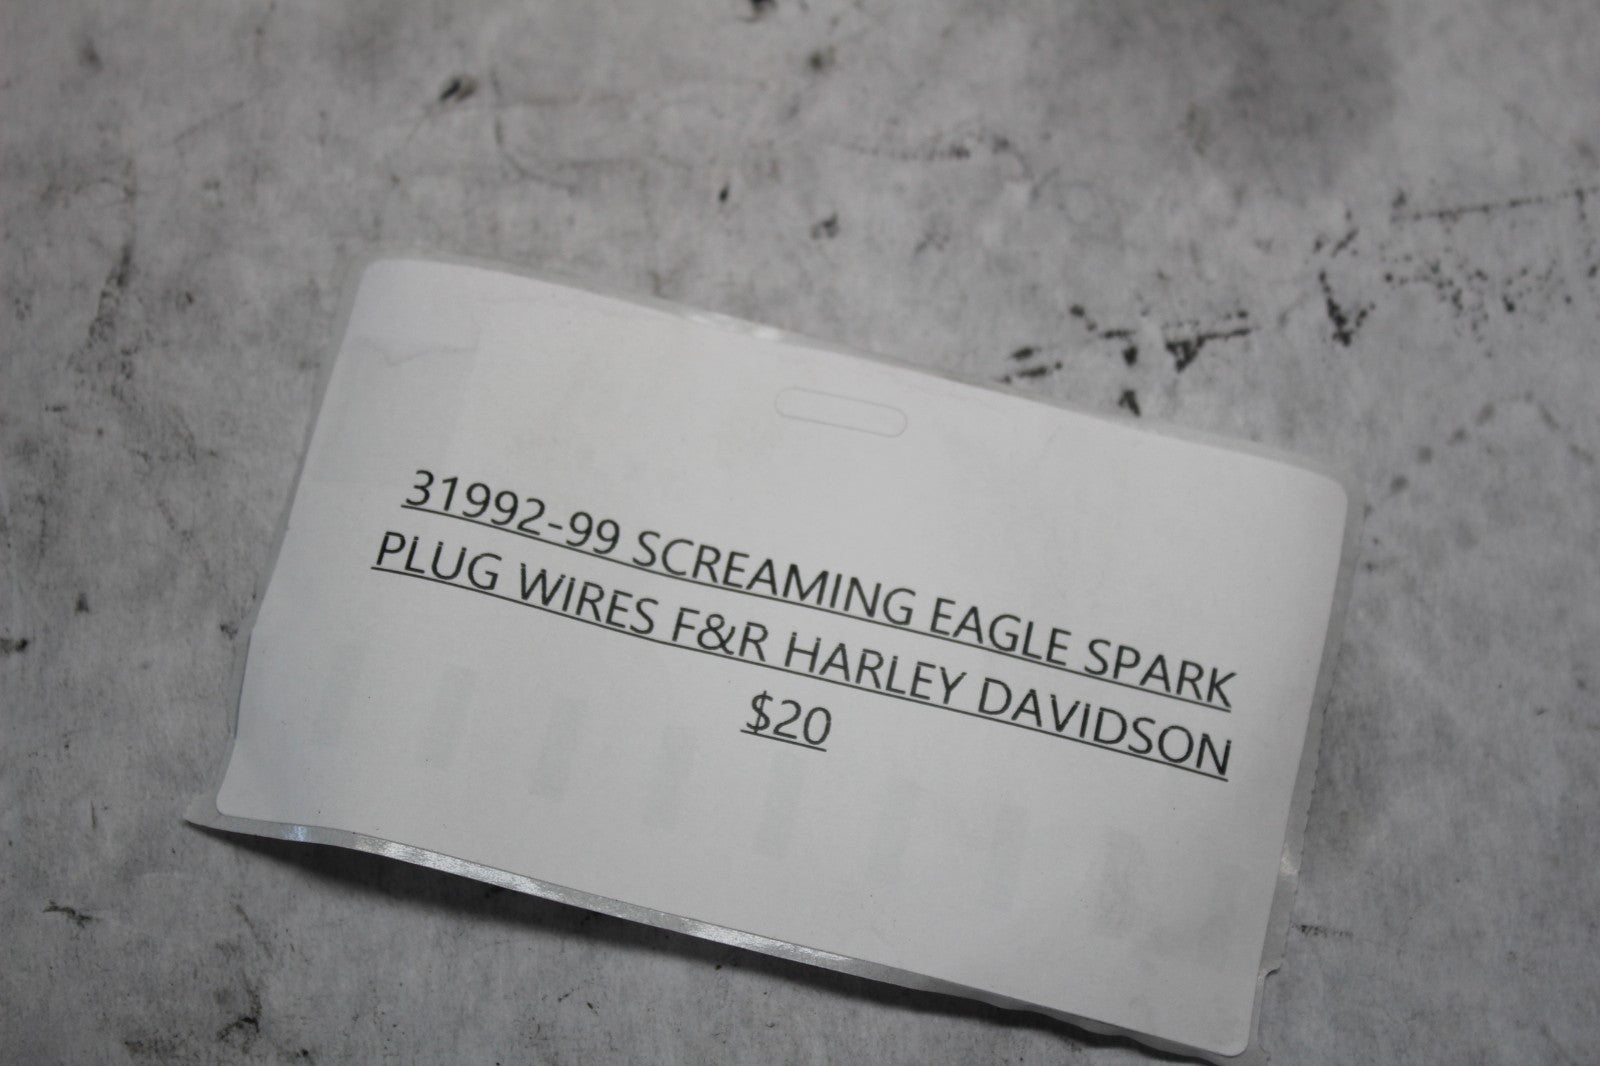 31992-99 SCREAMING EAGLE SPARK
PLUG WIRES F&R HARLEY DAVIDSON
$20